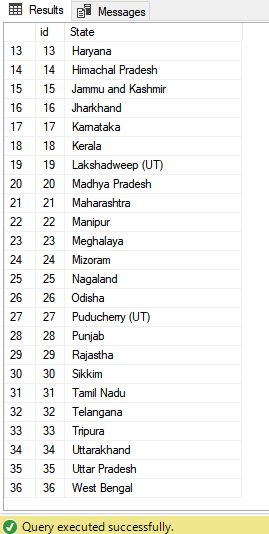 Results Messages
id State
13 13 Haryana
14 14 Himachal Pradesh
15 15 Jammu and Kashmir
16 16 Jharkhand
17 17 Karnataka
18 18 Kerala
19 19 Lakshadweep (UT)
20 20 Madhya Pradesh
21 21 Maharashtra
22 22 Manipur
23 23 Meghalaya
24 24 Mizoram
25 25 Nagaland
26 26 Odisha
27 27 Puducherry (UT)
28 28 Punjab
29 29 Rajastha
30 30 Sikkim
31 31 Tamil Nadu
32 32 Telangana
33 33 Tripura
34 34 Uttarakhand
35 35 Uttar Pradesh
36 36 West Bengal
Query executed successfully.